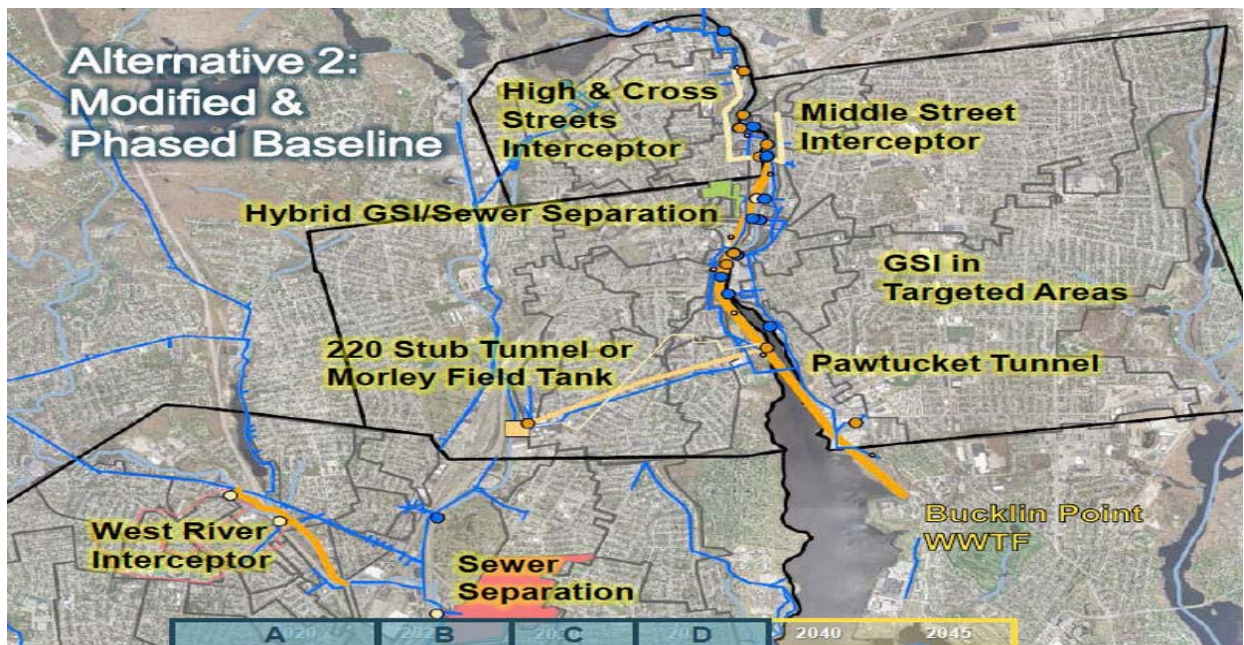 Alternative 2:
Modified &
Phased Baseline
High & Cross
Streets
Interceptor
Middle Street
Interceptor
Hybrid GSI/Sewer Separation
GSI in
Targeted Areas
220 Stub Tunnel or
Morley Field Tank
Pawtucket Tunnel
West River
Interceptor
Sewer
Separation
Bucklin Point
WWTF
A
B
C
D
2040
2045